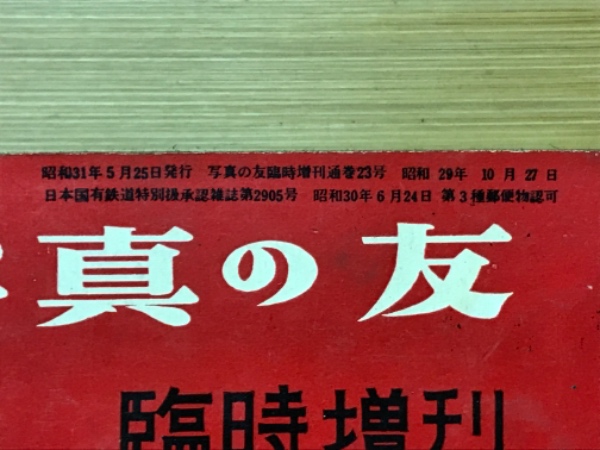 昭和31年5月25日発行 写真の友臨時増刊通巻23号 昭和 29年 10月 27日
日本国有鉄道特別扱承認雑誌第2905号 昭和30年6月24日 第3種郵便物認可
真の友
臨時増刊